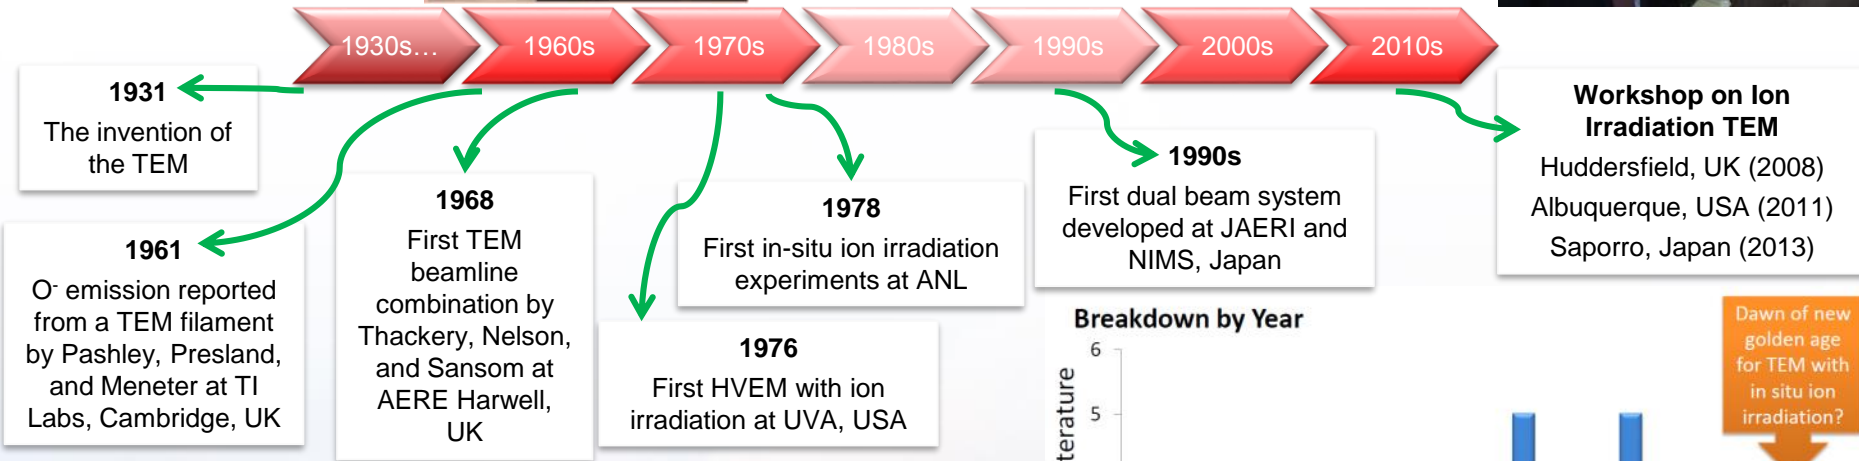 1930s...
1960s
1970s
1980s
1990s
2000s
2010s
1931
The invention of
the TEM
1961
O- emission reported
from a TEM filament
by Pashley, Presland,
and Meneter at TI
Labs, Cambridge, UK
1968
First TEM
beamline
combination by
Thackery, Nelson,
and Sansom at
AERE Harwell,
UK
1976
First HVEM with ion
irradiation at UVA, USA
1978
First in-situ ion irradiation
experiments at ANL
1990s
First dual beam system
developed at JAERI and
NIMS, Japan
Workshop on Ion
Irradiation TEM
Huddersfield, UK (2008)
Albuquerque, USA (2011)
Saporro, Japan (2013)
Breakdown by Year
6
5
terature
Dawn of new
golden age
for TEM with
in situ ion
irradiation?